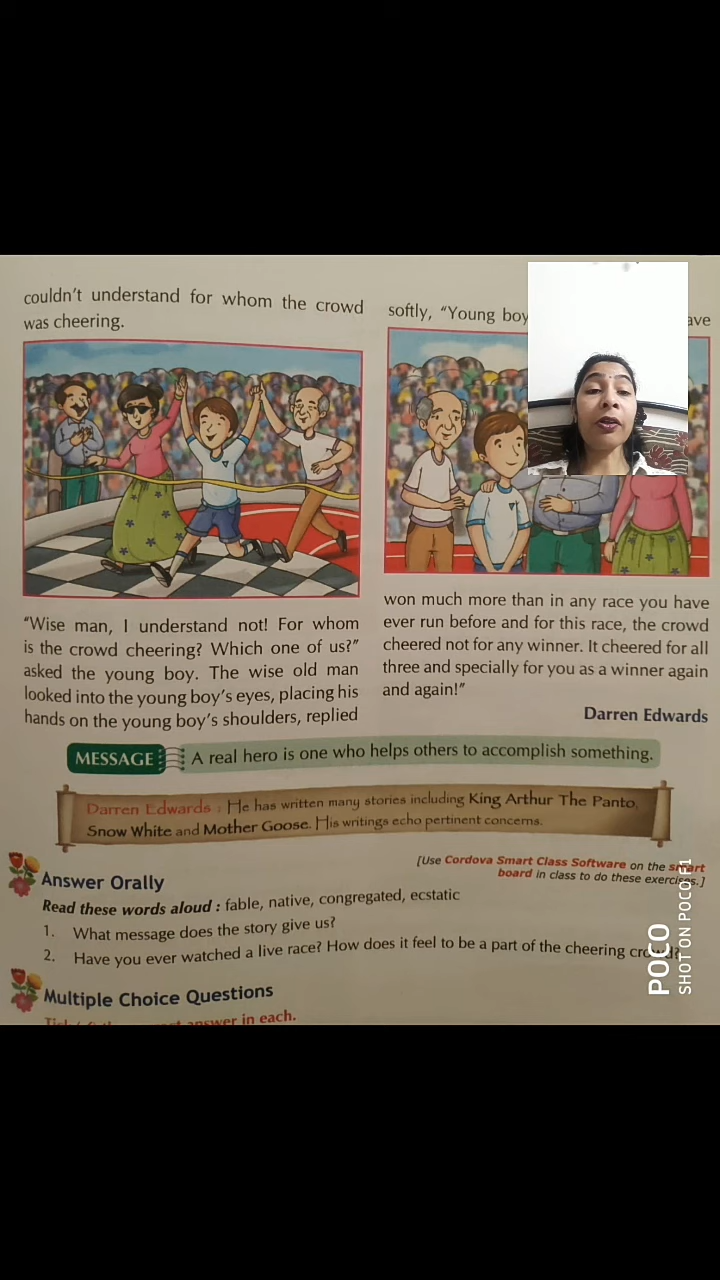 couldn't understand for whom the crowd
was cheering.
"Wise man, I understand not! For whom
is the crowd cheering? Which one of us?"
asked the young boy. The wise old man
looked into the young boy's eyes, placing his
hands on the young boy's shoulders, replied
softly, "Young boy
won much more than in any race you have
ever run before and for this race, the crowd
cheered not for any winner. It cheered for all
three and specially for you as a winner again
and again!"
Darren Edwards
MESSAGE A real hero is one who helps others to accomplish something.
Darren Edwards : He has written many stories including King Arthur The Panto,
Snow White and Mother Goose. His writings echo pertinent concerns.
[Use Cordova Smart Class Software on the smart
board in class to do these exercises.]
Answer Orally
Read these words aloud : fable, native, congregated, ecstatic
1. What message does the story give us?
2. Have you ever watched a live race? How does it feel to be a part of the cheering crowd?
Multiple Choice Questions
answer in each.
POCO
SHOT ON POCO F1